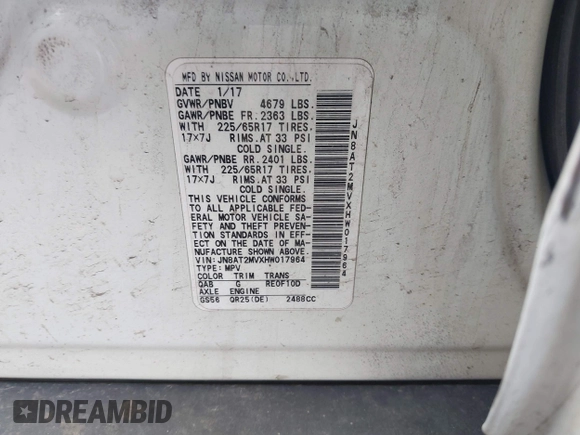 MFD BY NISSAN MOTOR CO.,LTD.
DATE 1/17
GVWR/PNBV 4679 LBS.
GAWR/PNBE FR. 2363 LBS.
WITH 225/65R17 TIRES.
17×7J RIMS. AT 33 PSI
COLD SINGLE.
GAWR/PNBE RR. 2401 LBS.
WITH 225/65R17 TIRES.
17×7J RIMS. AT 33 PSI
COLD SINGLE.
THIS VEHICLE CONFORMS
TO ALL APPLICABLE FED-
ERAL MOTOR VEHICLE SA-
FETY AND THEFT PREVEN-
TION STANDARDS IN EFF-
ECT ON THE DATE OF MA-
NUFACTURE SHOWN ABOVE.
VIN: JN8AT2MVXHW017964
TYPE: MPV
COLOR TRIM TRANS
QAB G RE0F10D
AXLE ENGINE
GS56 QR25(DE) 2488CC
JN8AT2MVXHW017964
DREAMBID